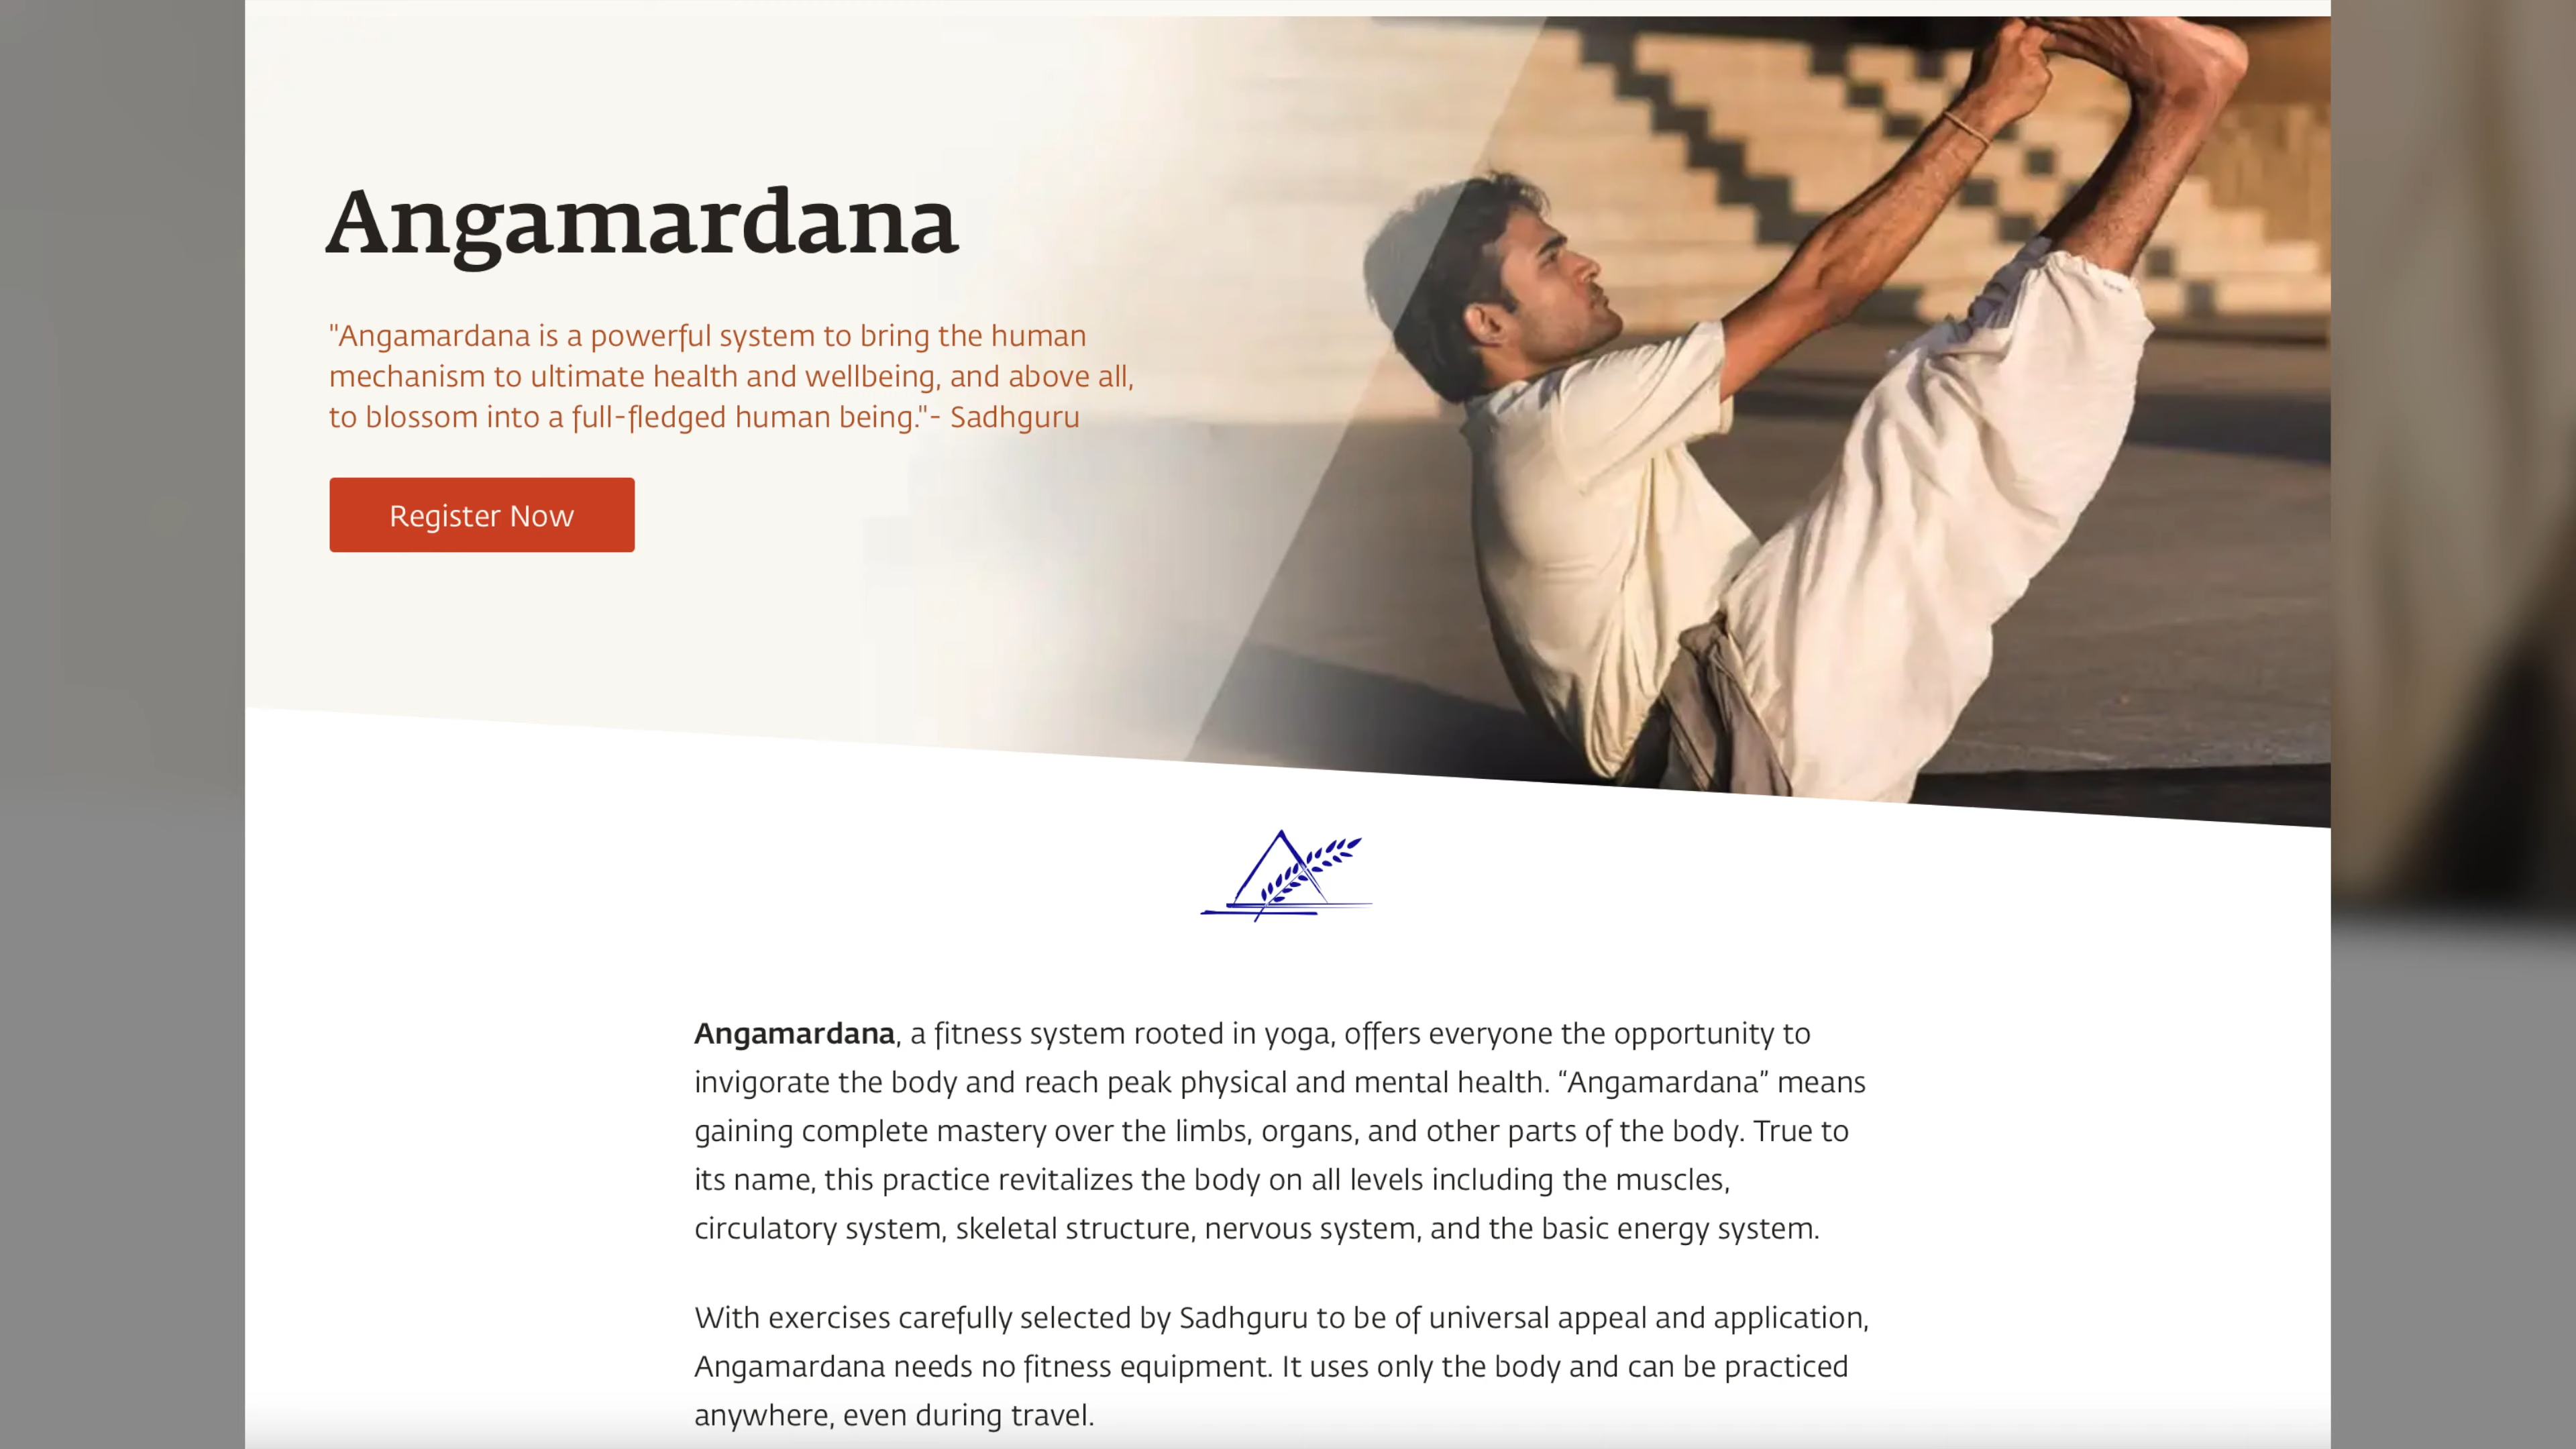 Angamardana
"Angamardana is a powerful system to bring the human
mechanism to ultimate health and wellbeing, and above all,
to blossom into a full-fledged human being."- Sadhguru
Register Now
Angamardana, a fitness system rooted in yoga, offers everyone the opportunity to
invigorate the body and reach peak physical and mental health. “Angamardana” means
gaining complete mastery over the limbs, organs, and other parts of the body. True to
its name, this practice revitalizes the body on all levels including the muscles,
circulatory system, skeletal structure, nervous system, and the basic energy system.
With exercises carefully selected by Sadhguru to be of universal appeal and application,
Angamardana needs no fitness equipment. It uses only the body and can be practiced
anywhere, even during travel.